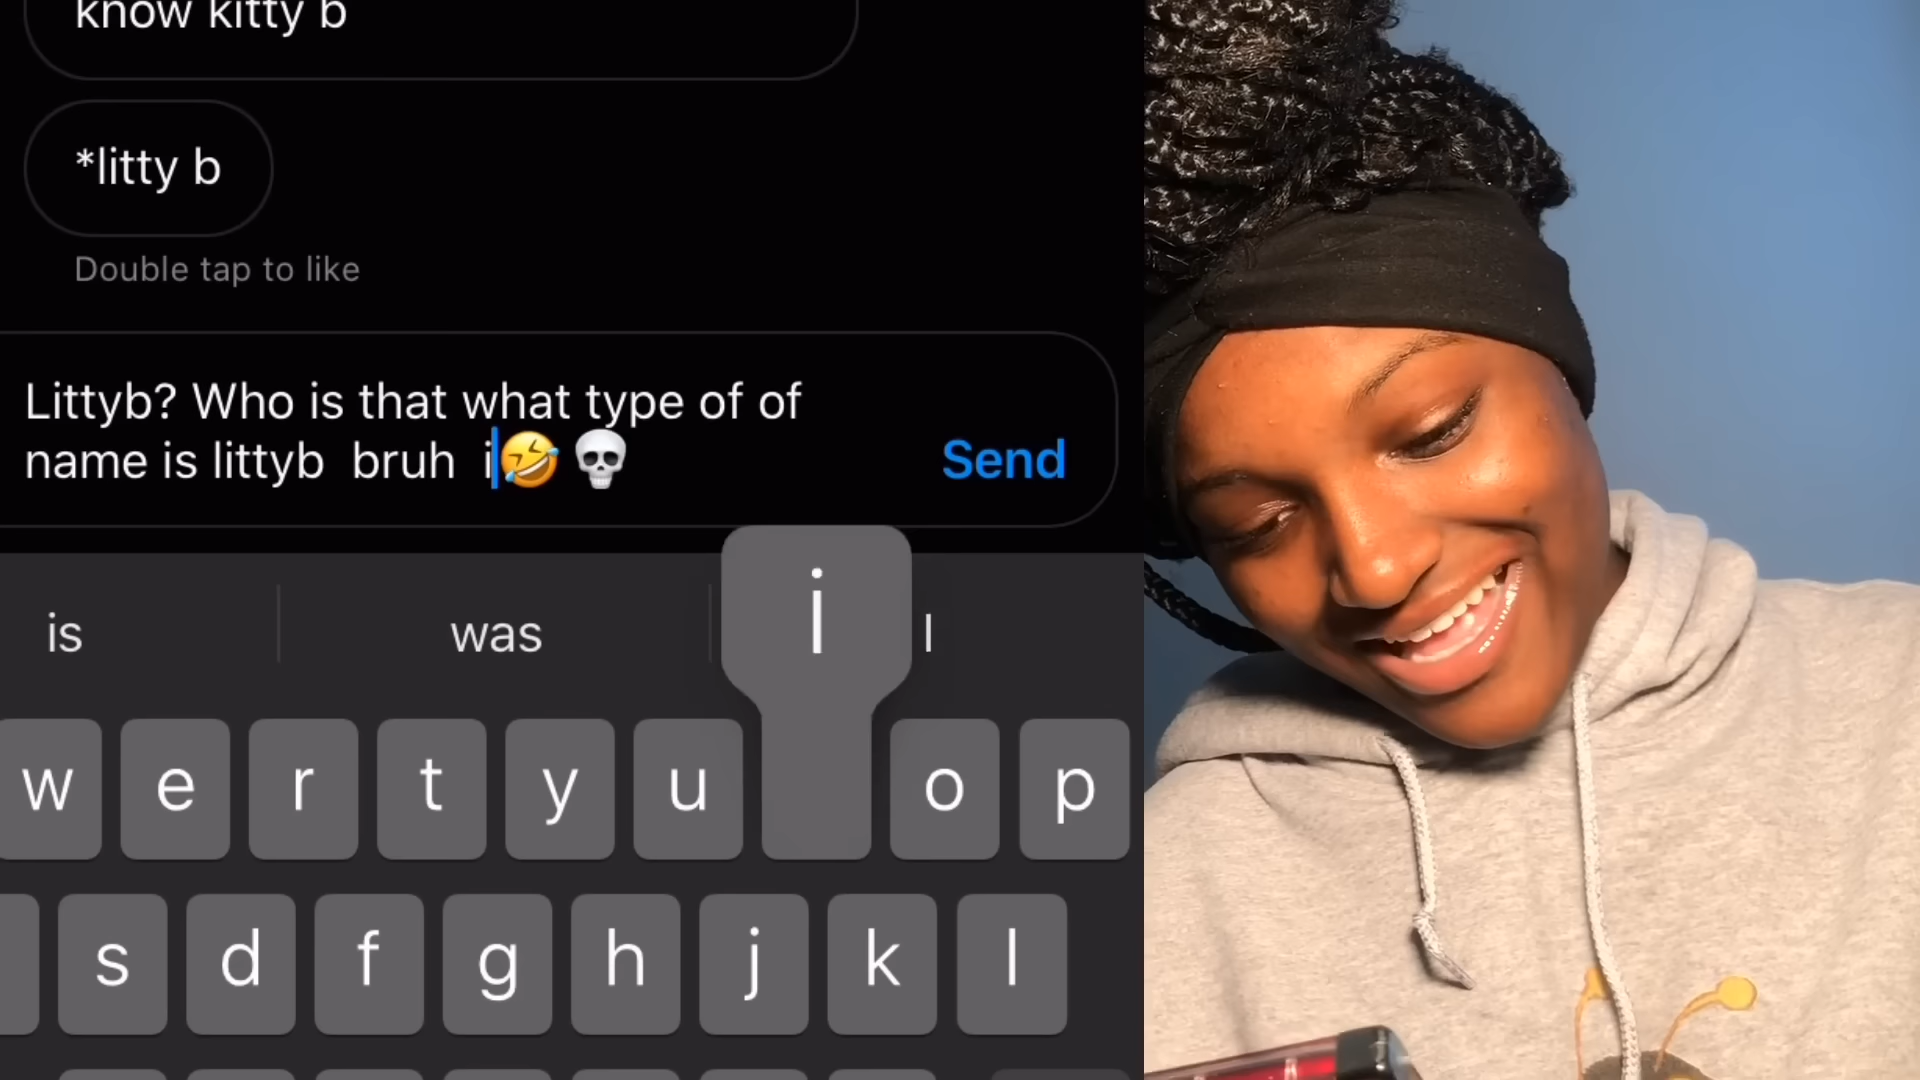 know kitty b
*litty b
Double tap to like
Littyb? Who is that what type of of
name is littyb  bruh  i🤣💀
Send
is was i I
w e r t y u o p
s d f g h j k l